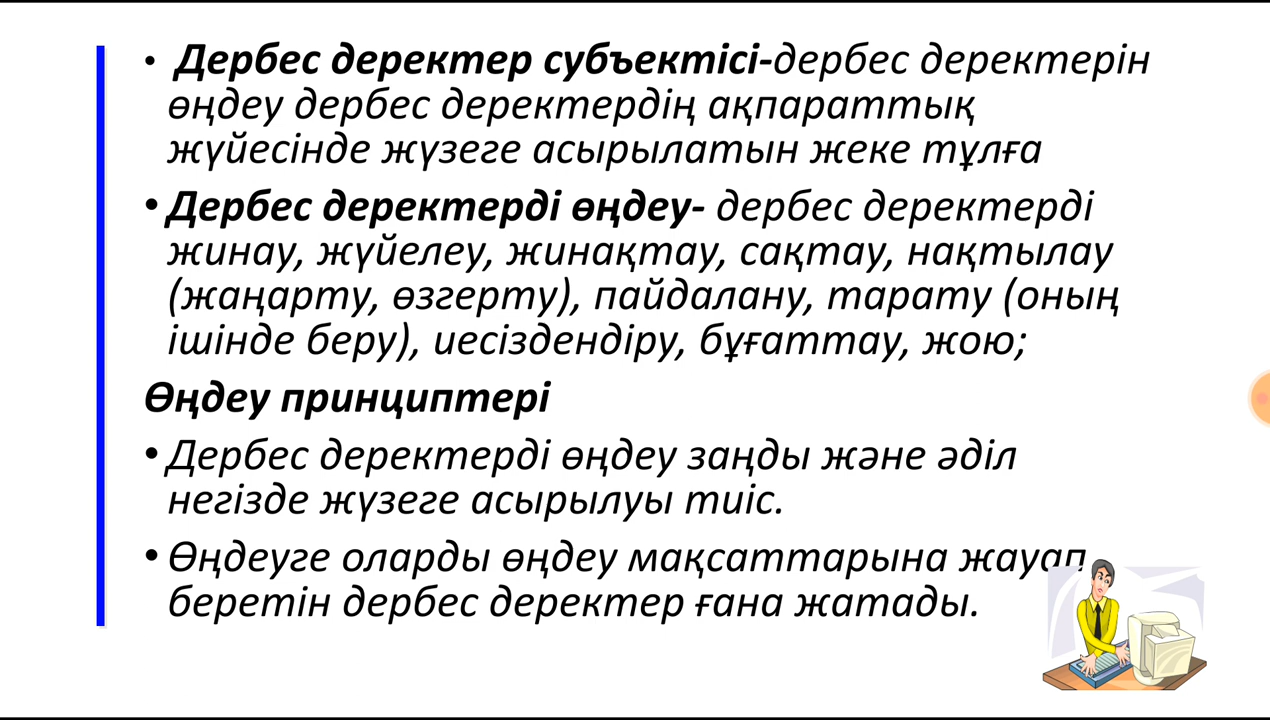 • Дербес деректер субъектісі-дербес деректерін
өңдеу дербес деректердің ақпараттық
жүйесінде жүзеге асырылатын жеке тұлға
• Дербес деректерді өңдеу- дербес деректерді
жинау, жүйелеу, жинақтау, сақтау, нақтылау
(жаңарту, өзгерту), пайдалану, тарату (оның
ішінде беру), иесіздендіру, бұғаттау, жою;
Өңдеу принциптері
• Дербес деректерді өңдеу заңды және әділ
негізде жүзеге асырылуы тиіс.
• Өңдеуге оларды өңдеу мақсаттарына жауап
беретін дербес деректер ғана жатады.